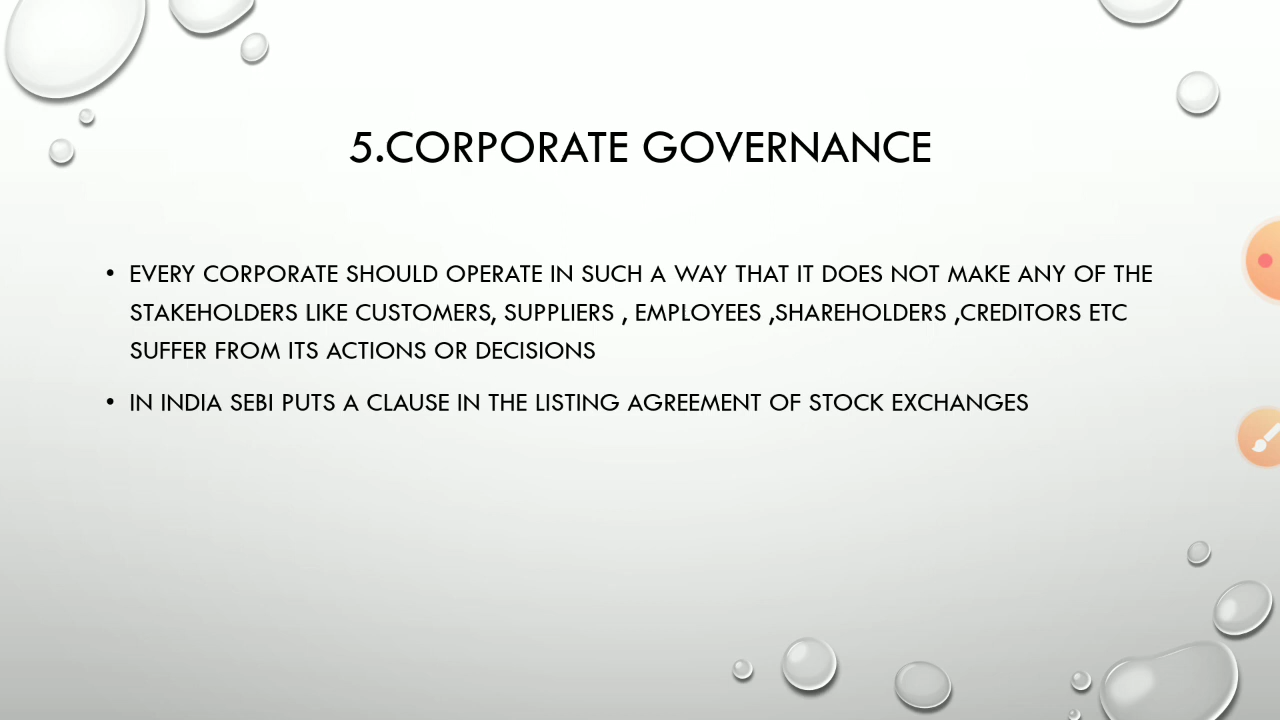 5.CORPORATE GOVERNANCE
• EVERY CORPORATE SHOULD OPERATE IN SUCH A WAY THAT IT DOES NOT MAKE ANY OF THE
STAKEHOLDERS LIKE CUSTOMERS, SUPPLIERS , EMPLOYEES ,SHAREHOLDERS ,CREDITORS ETC
SUFFER FROM ITS ACTIONS OR DECISIONS
• IN INDIA SEBI PUTS A CLAUSE IN THE LISTING AGREEMENT OF STOCK EXCHANGES